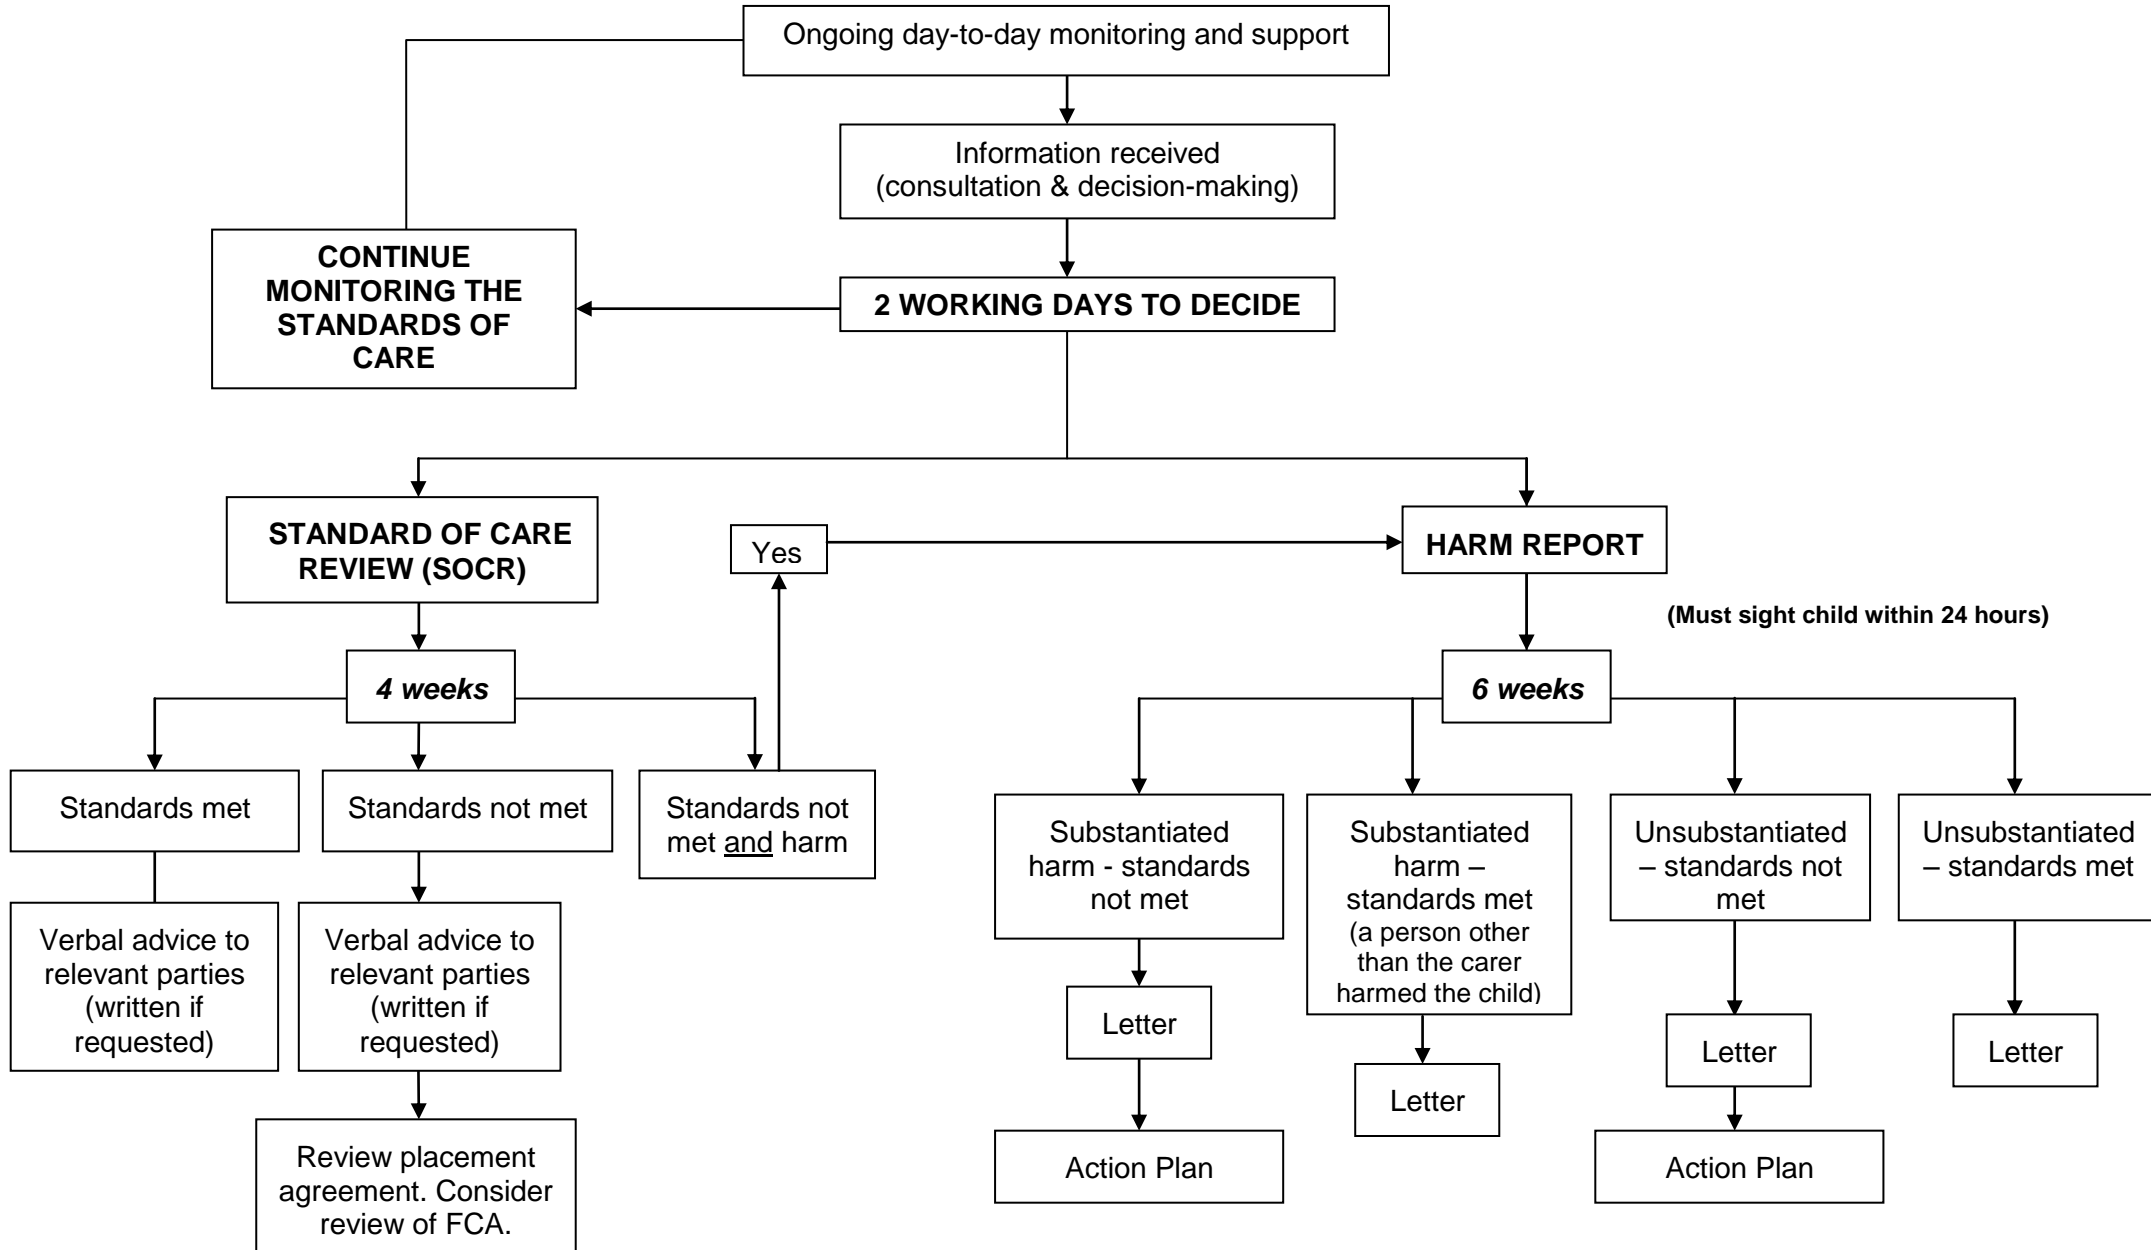 Ongoing day-to-day monitoring and support
Information received
(consultation & decision-making)
CONTINUE
MONITORING THE
STANDARDS OF
CARE
2 WORKING DAYS TO DECIDE
STANDARD OF CARE
REVIEW (SOCR)
Yes
HARM REPORT
(Must sight child within 24 hours)
4 weeks
6 weeks
Standards met
Standards not met
Standards not
met and harm
Substantiated
harm - standards
not met
Substantiated
harm –
standards met
(a person other
than the carer
harmed the child)
Unsubstantiated
– standards not
met
Unsubstantiated
– standards met
Verbal advice to
relevant parties
(written if
requested)
Verbal advice to
relevant parties
(written if
requested)
Letter
Letter
Letter
Letter
Review placement
agreement. Consider
review of FCA.
Action Plan
Action Plan